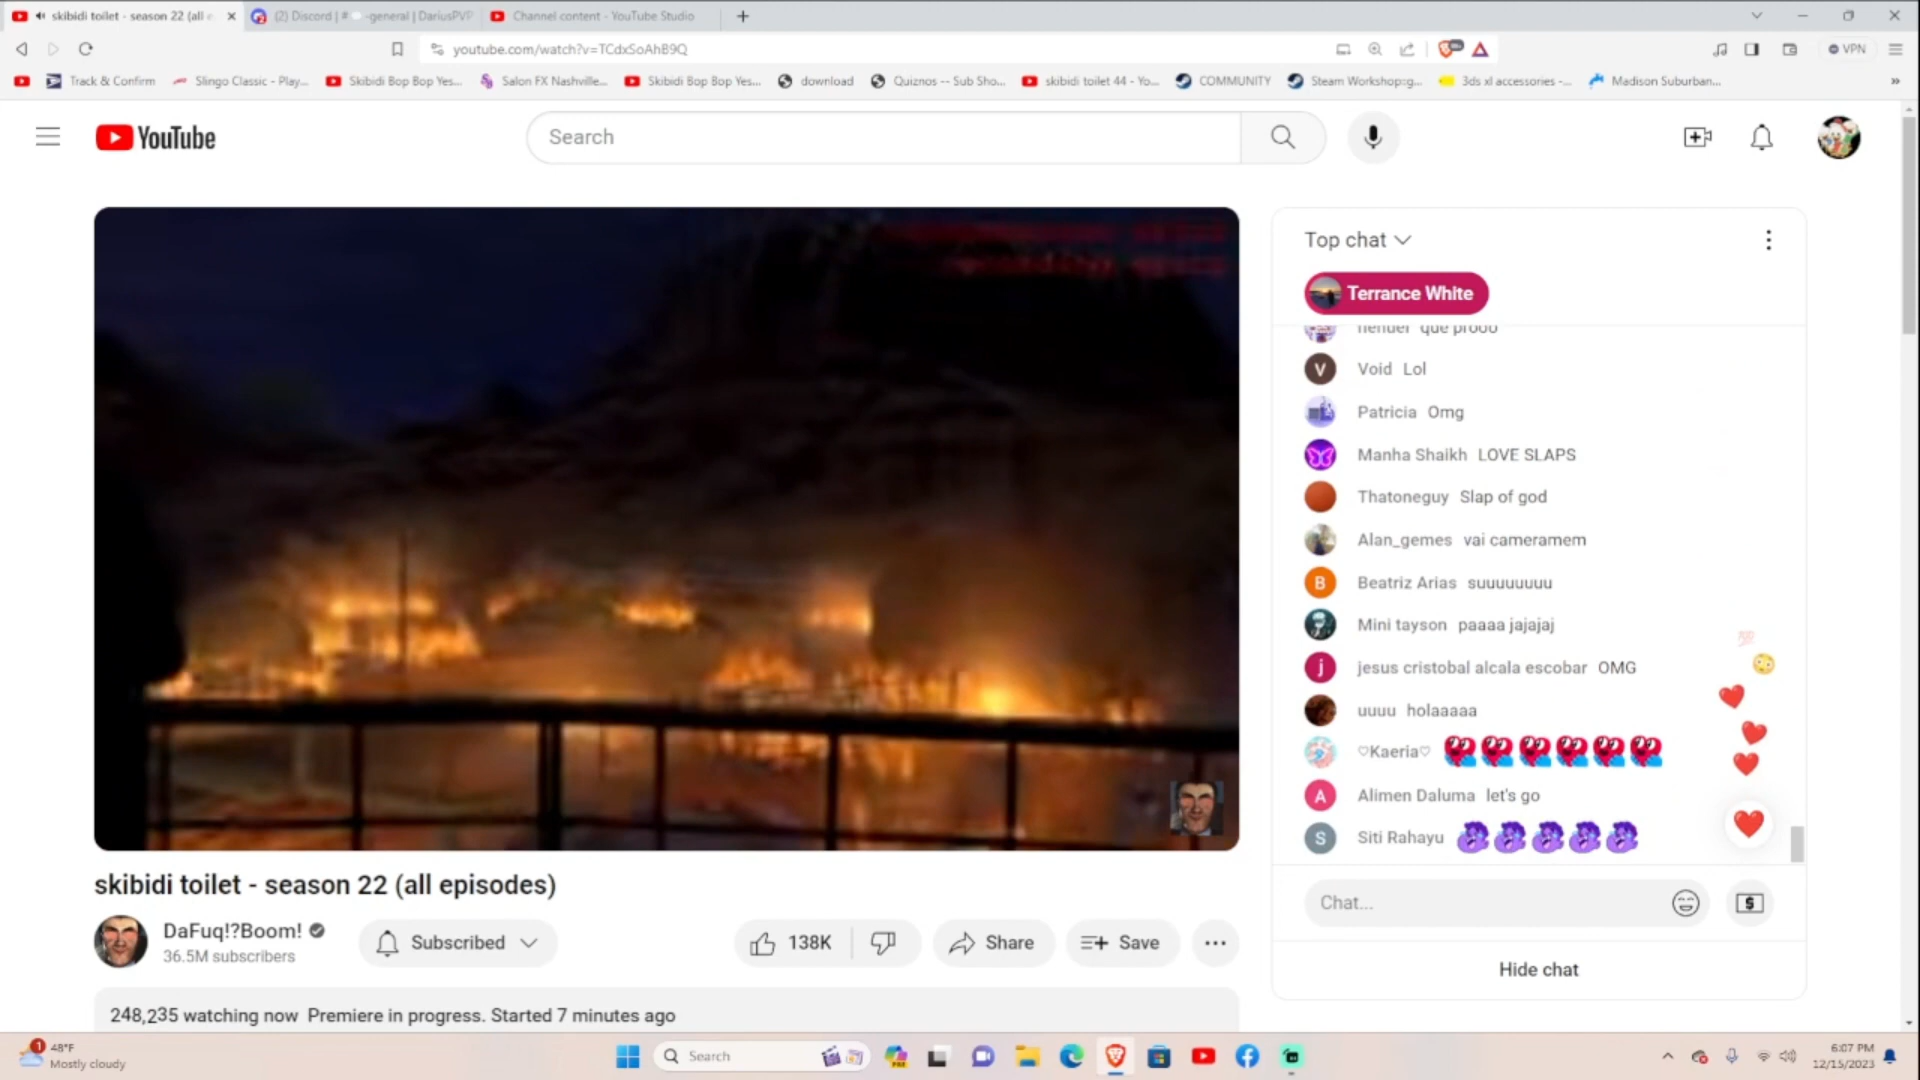 skibidi toilet - season 22 (all e
(2) Discord | #
-general | DariusPVP
Channel content - YouTube Studio
youtube.com/watch?v=TCdxSoAhB9Q
VPN
Track & Confirm
Slingo Classic - Play...
Skibidi Bop Bop Yes...
Salon FX Nashville...
Skibidi Bop Bop Yes...
download
Quiznos -- Sub Sho...
skibidi toilet 44 - Yo...
COMMUNITY
Steam Workshop::g...
3ds xl accessories -...
Madison Suburban...
YouTube
Search
Top chat
Terrance White
que prooo
V
Void Lol
Patricia Omg
Manha Shaikh LOVE SLAPS
Thatoneguy Slap of god
Alan_gemes vai cameramem
B
Beatriz Arias suuuuuuuu
Mini tayson paaaa jajajaj
j
jesus cristobal alcala escobar OMG
uuuu holaaaaa
♡Kaeria♡
A
Alimen Daluma let's go
S
Siti Rahayu
Chat...
Hide chat
skibidi toilet - season 22 (all episodes)
DaFuq!?Boom!
36.5M subscribers
Subscribed
138K
Share
Save
248,235 watching now Premiere in progress. Started 7 minutes ago
1
48°F
Mostly cloudy
Search
6:07 PM
12/15/2023